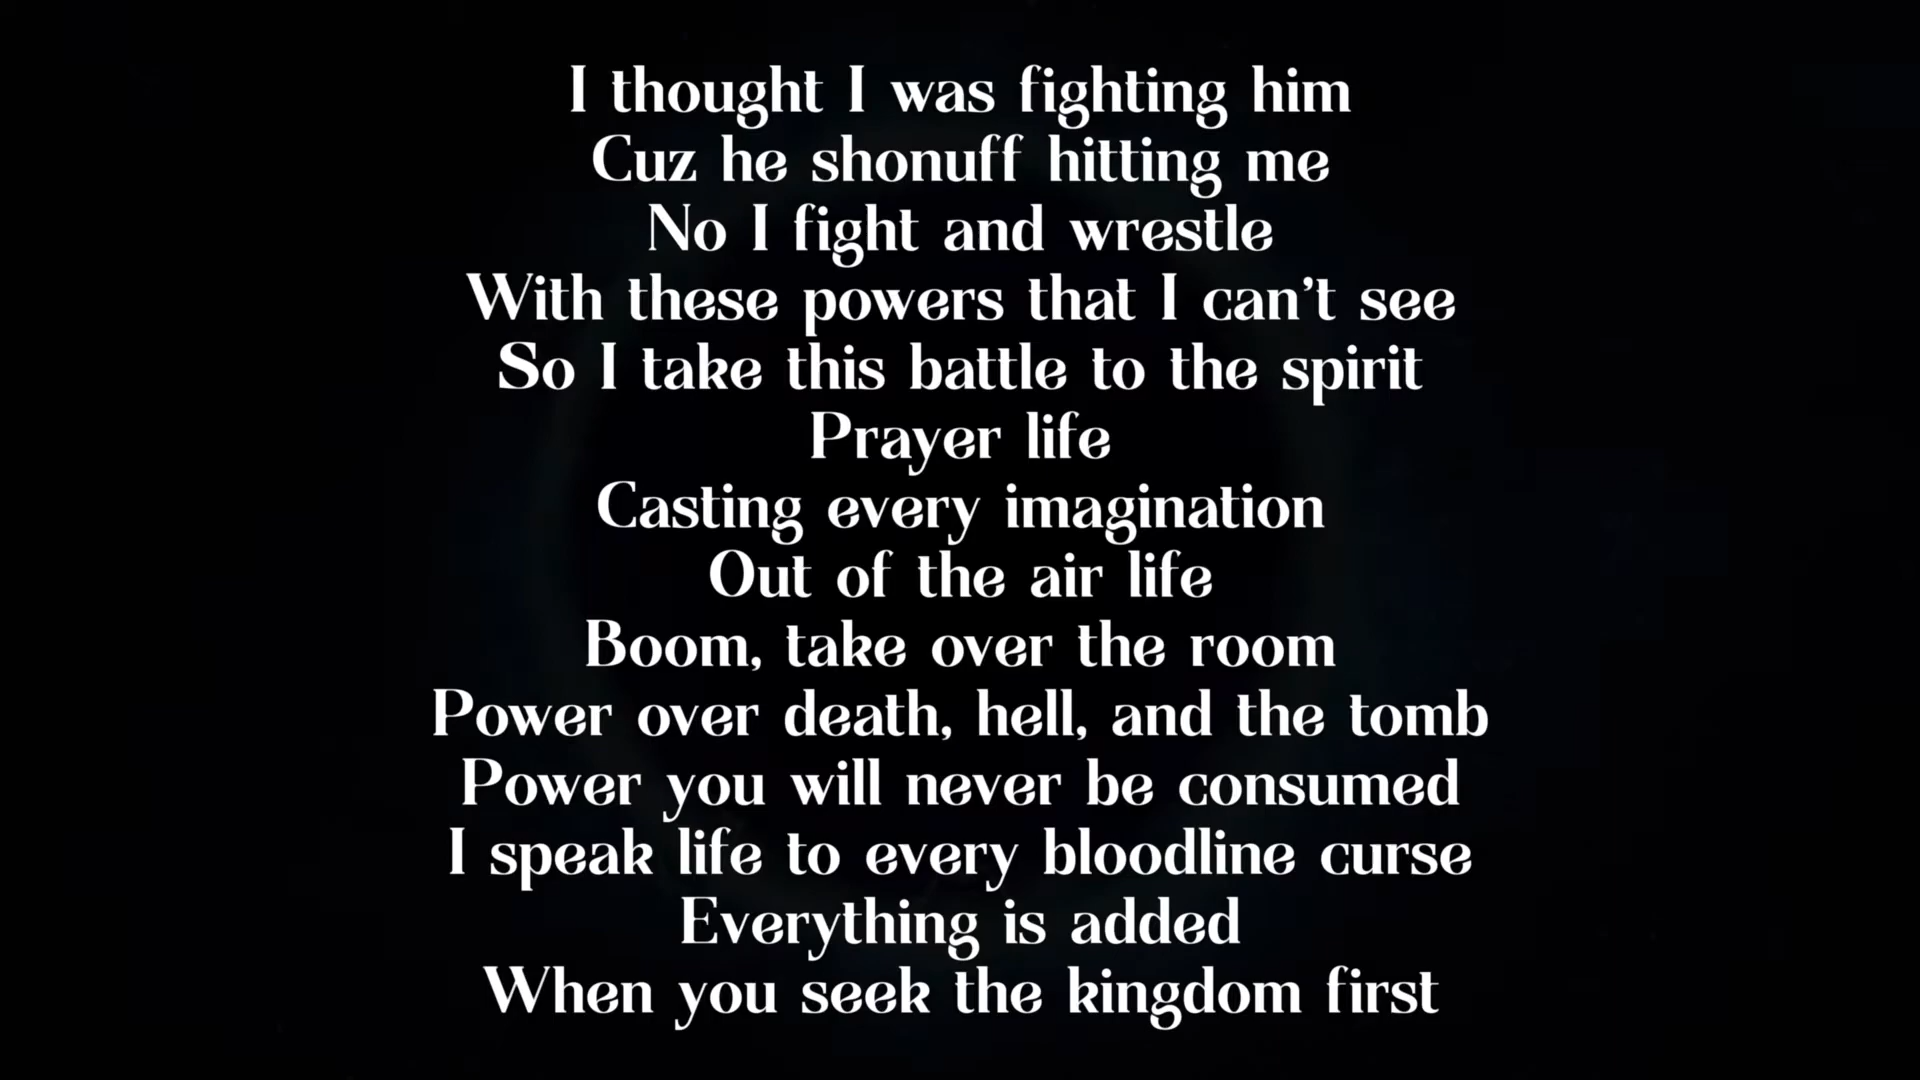 I thought I was fighting him
Cuz he shonuff hitting me
No I fight and wrestle
With these powers that I can't see
So I take this battle to the spirit
Prayer life
Casting every imagination
Out of the air life
Boom, take over the room
Power over death, hell, and the tomb
Power you will never be consumed
I speak life to every bloodline curse
Everything is added
When you seek the kingdom first